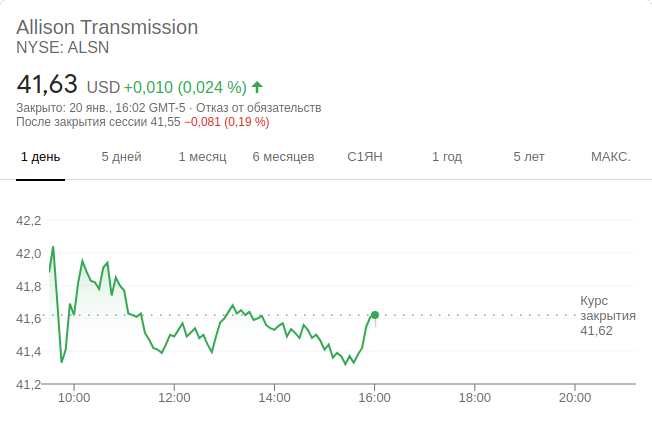 Allison Transmission
NYSE: ALSN
41,63 USD +0,010 (0,024 %)
Закрыто: 20 янв., 16:02 GMT-5 · Отказ от обязательств
После закрытия сессии 41,55 −0,081 (0,19 %)
1 день 5 дней 1 месяц 6 месяцев С1ЯН 1 год 5 лет МАКС.
42,2
42,0
41,8
41,6
41,4
41,2
Курс
закрытия
41,62
10:00 12:00 14:00 16:00 18:00 20:00